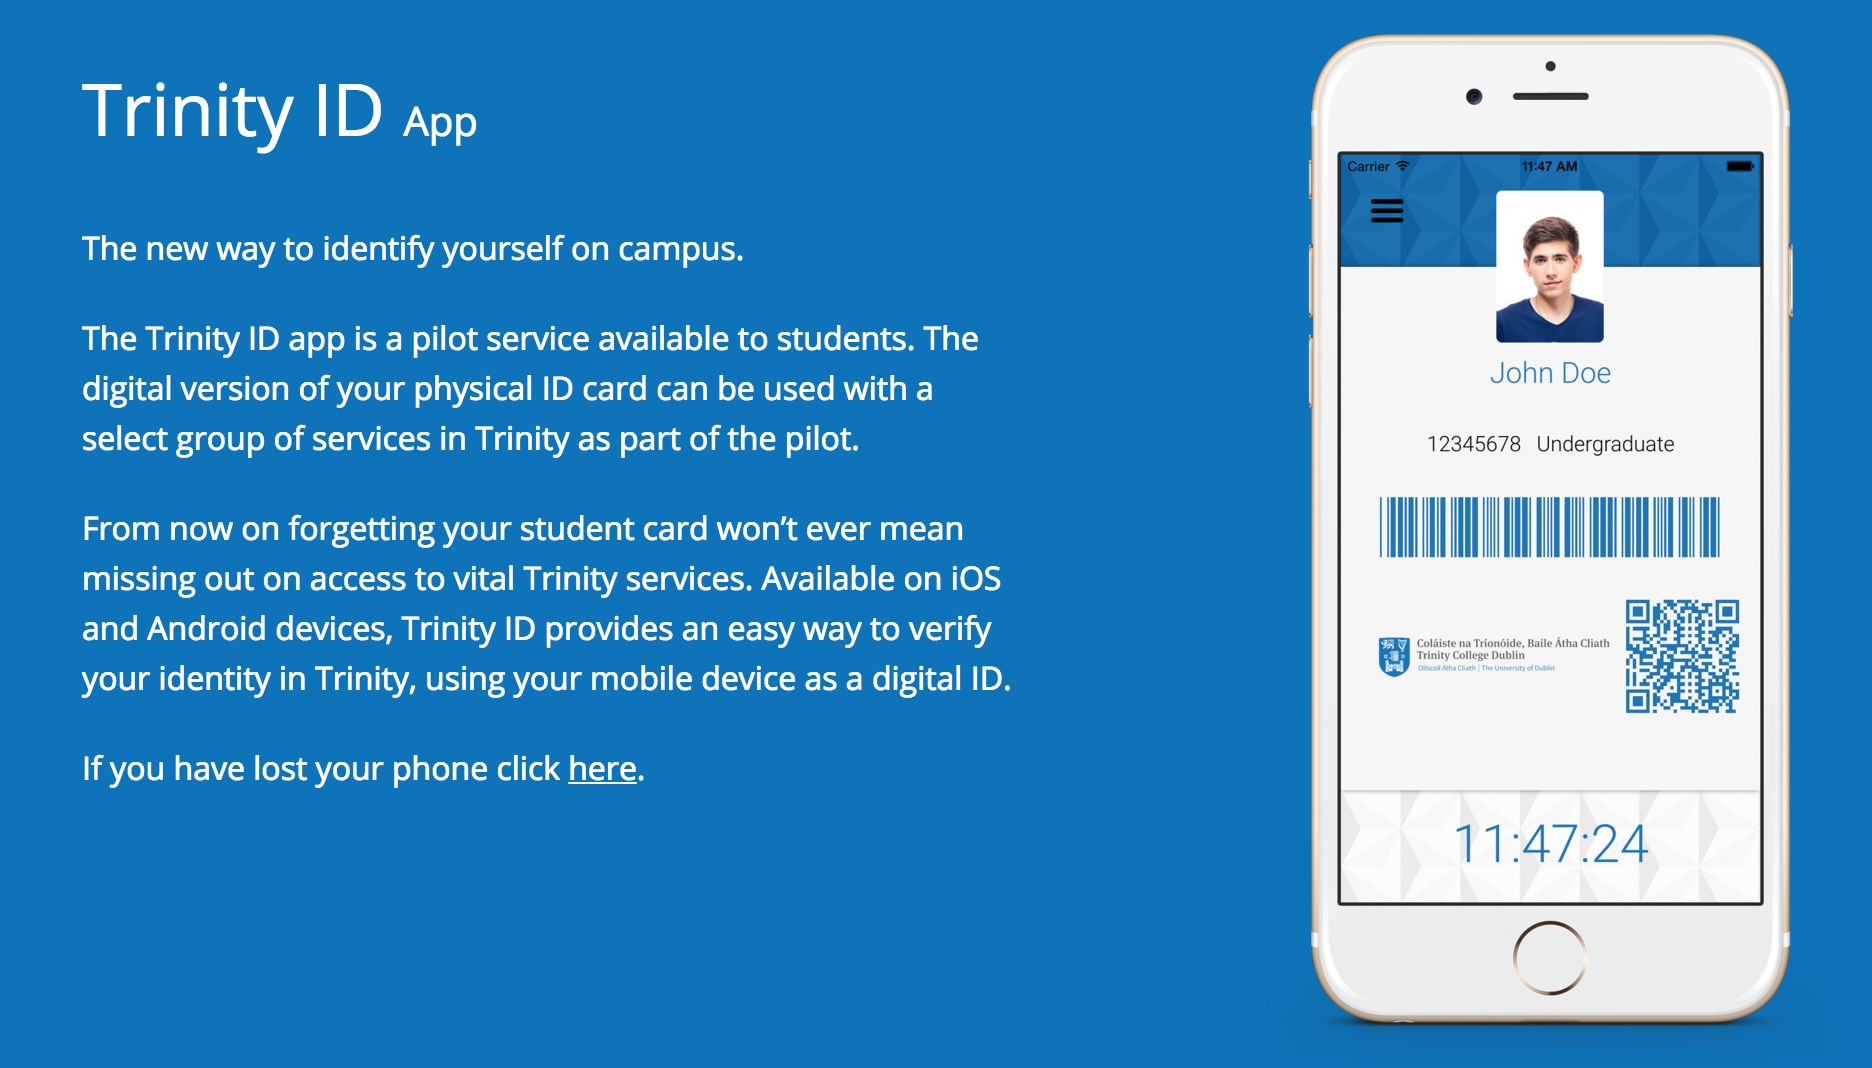 Trinity ID App
The new way to identify yourself on campus.
The Trinity ID app is a pilot service available to students. The
digital version of your physical ID card can be used with a
select group of services in Trinity as part of the pilot.
From now on forgetting your student card won’t ever mean
missing out on access to vital Trinity services. Available on iOS
and Android devices, Trinity ID provides an easy way to verify
your identity in Trinity, using your mobile device as a digital ID.
If you have lost your phone click here.
Carrier 11:47 AM
John Doe
12345678 Undergraduate
Coláiste na Tríonóide, Baile Átha Cliath
Trinity College Dublin
Ollscoil Átha Cliath | The University of Dublin
11:47:24